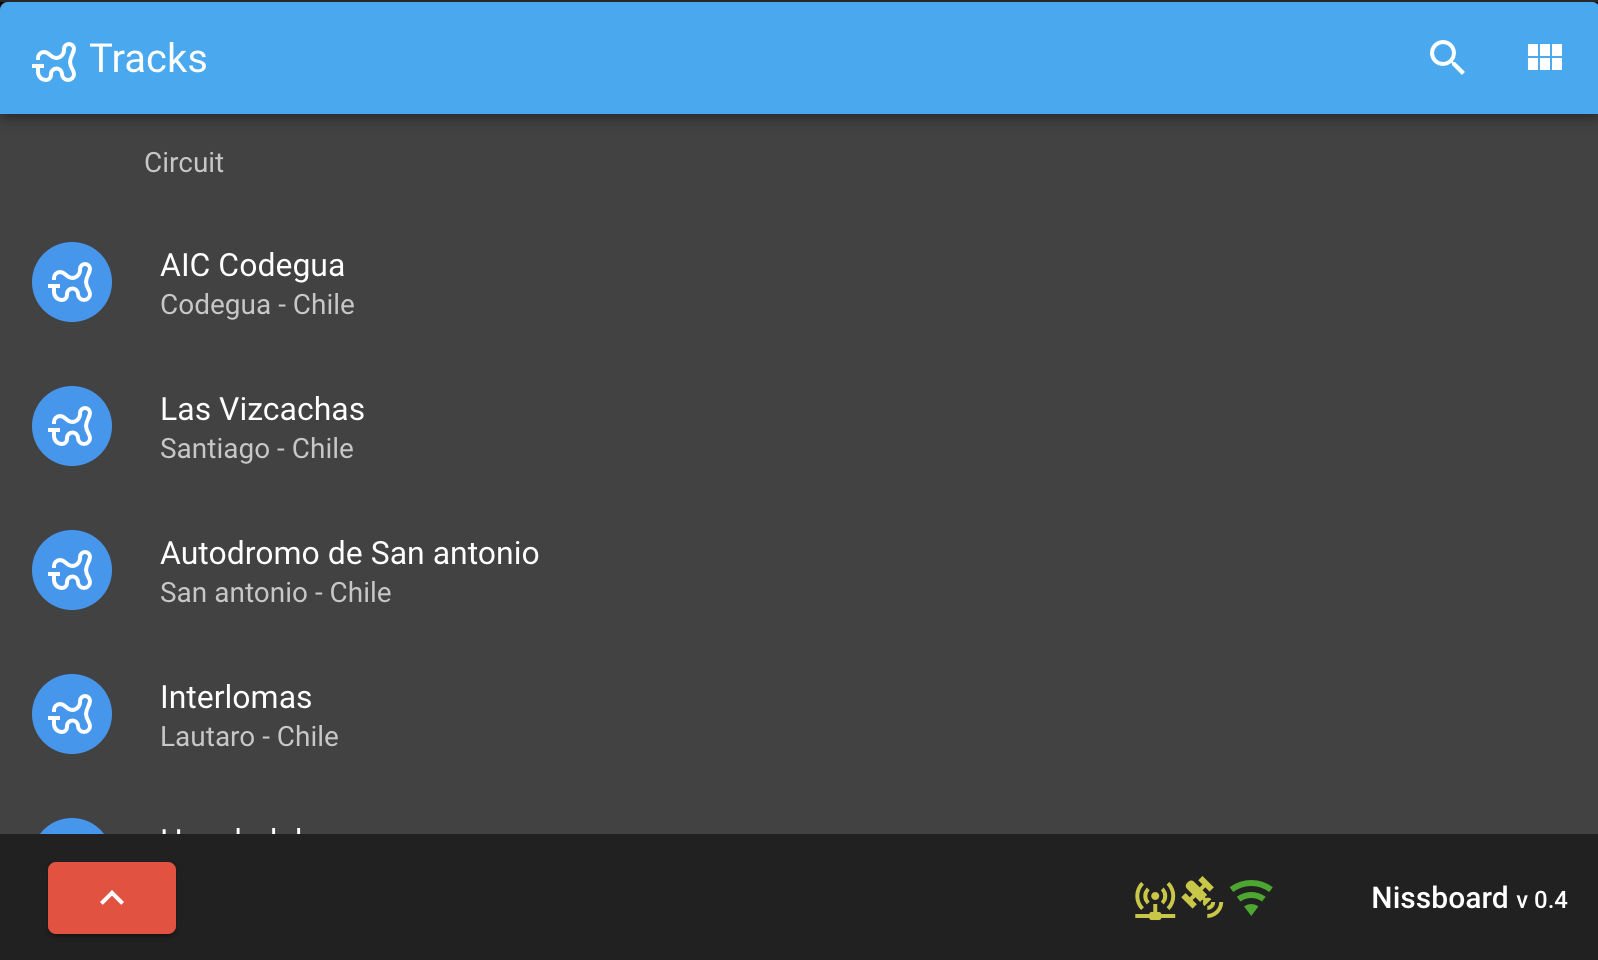 Tracks
Circuit
AIC Codegua
Codegua - Chile
Las Vizcachas
Santiago - Chile
Autodromo de San antonio
San antonio - Chile
Interlomas
Lautaro - Chile
Nissboard v 0.4